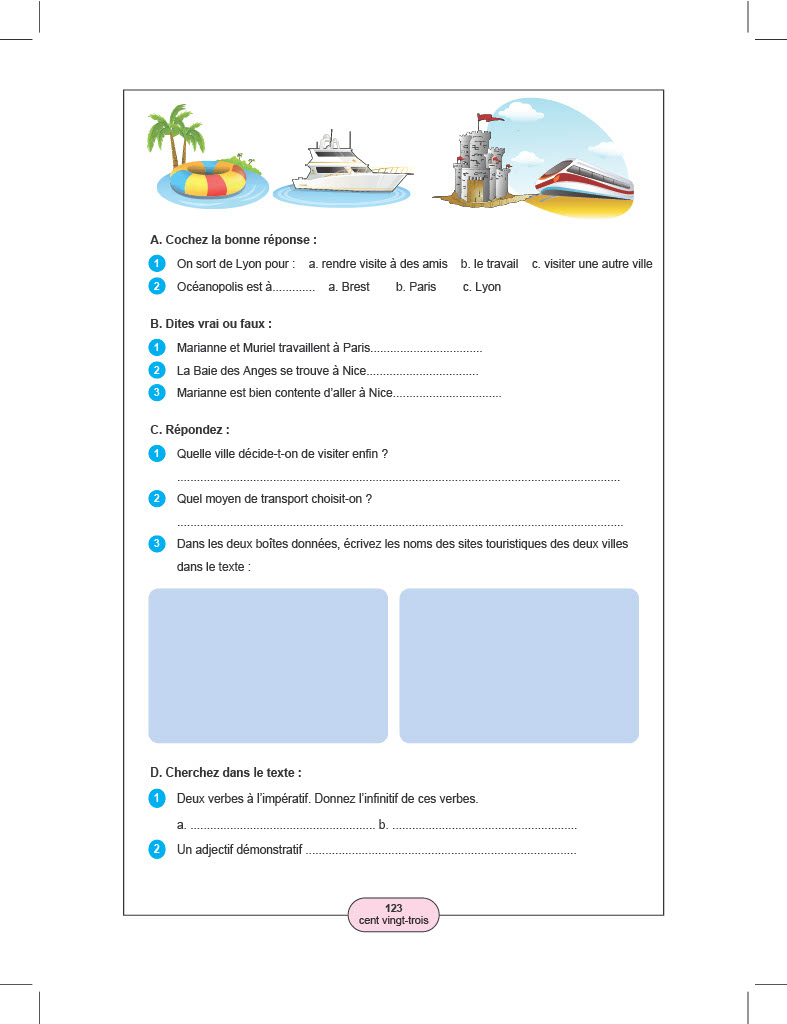 A. Cochez la bonne réponse :
1 On sort de Lyon pour : a. rendre visite à des amis b. le travail c. visiter une autre ville
2 Océanopolis est à............. a. Brest b. Paris c. Lyon
B. Dites vrai ou faux :
1 Marianne et Muriel travaillent à Paris..................................
2 La Baie des Anges se trouve à Nice..................................
3 Marianne est bien contente d’aller à Nice.................................
C. Répondez :
1 Quelle ville décide-t-on de visiter enfin ?
......................................................................................................................................
2 Quel moyen de transport choisit-on ?
.......................................................................................................................................
3 Dans les deux boîtes données, écrivez les noms des sites touristiques des deux villes
dans le texte :
D. Cherchez dans le texte :
1 Deux verbes à l’impératif. Donnez l’infinitif de ces verbes.
a. ........................................................ b. ........................................................
2 Un adjectif démonstratif ..................................................................................
123
cent vingt-trois